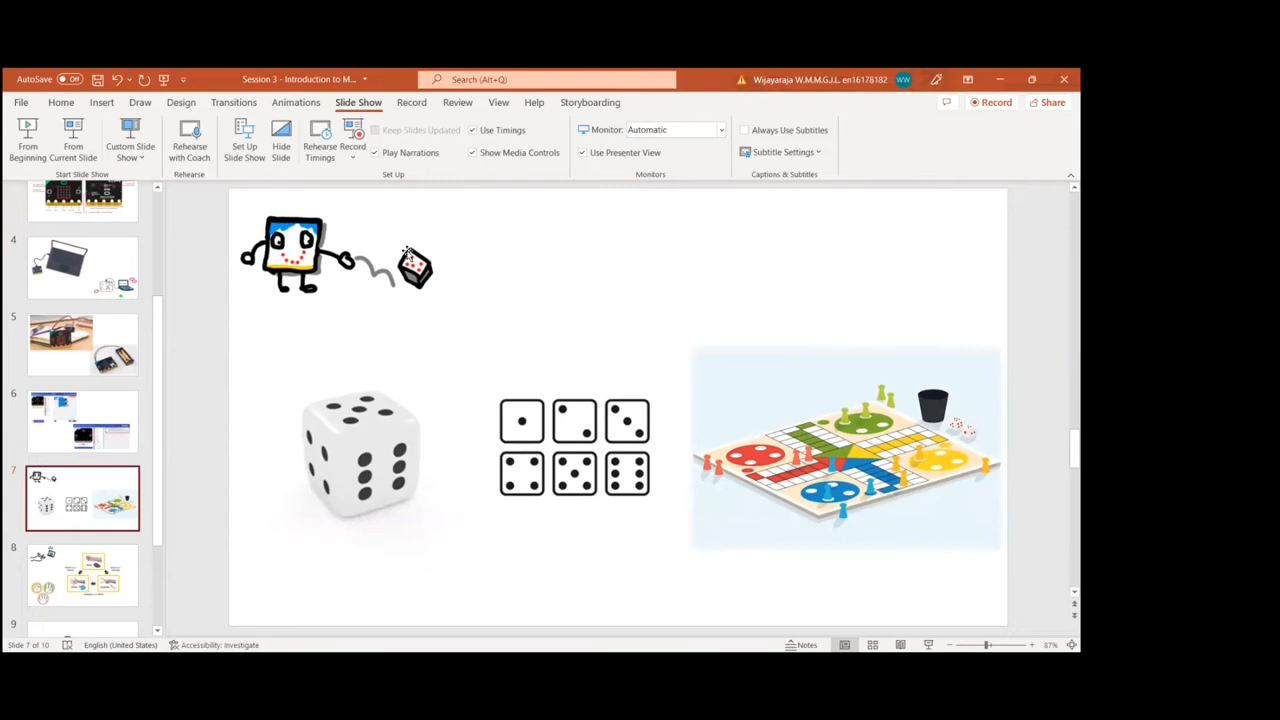 AutoSave Off Session 3 - Introduction to M... Search (Alt+Q) Wijayaraja W.M.M.G.J.L. en16178182 WW
File Home Insert Draw Design Transitions Animations Slide Show Record Review View Help Storyboarding Record Share
From Beginning
From Current Slide
Custom Slide Show
Rehearse with Coach
Set Up Slide Show
Hide Slide
Rehearse Timings
Record
Keep Slides Updated
Use Timings
Play Narrations
Show Media Controls
Monitor: Automatic
Use Presenter View
Always Use Subtitles
Subtitle Settings
Start Slide Show Rehearse Set Up Monitors Captions & Subtitles
4
5
6
7
8
9
Slide 7 of 10 English (United States) Accessibility: Investigate Notes 87%